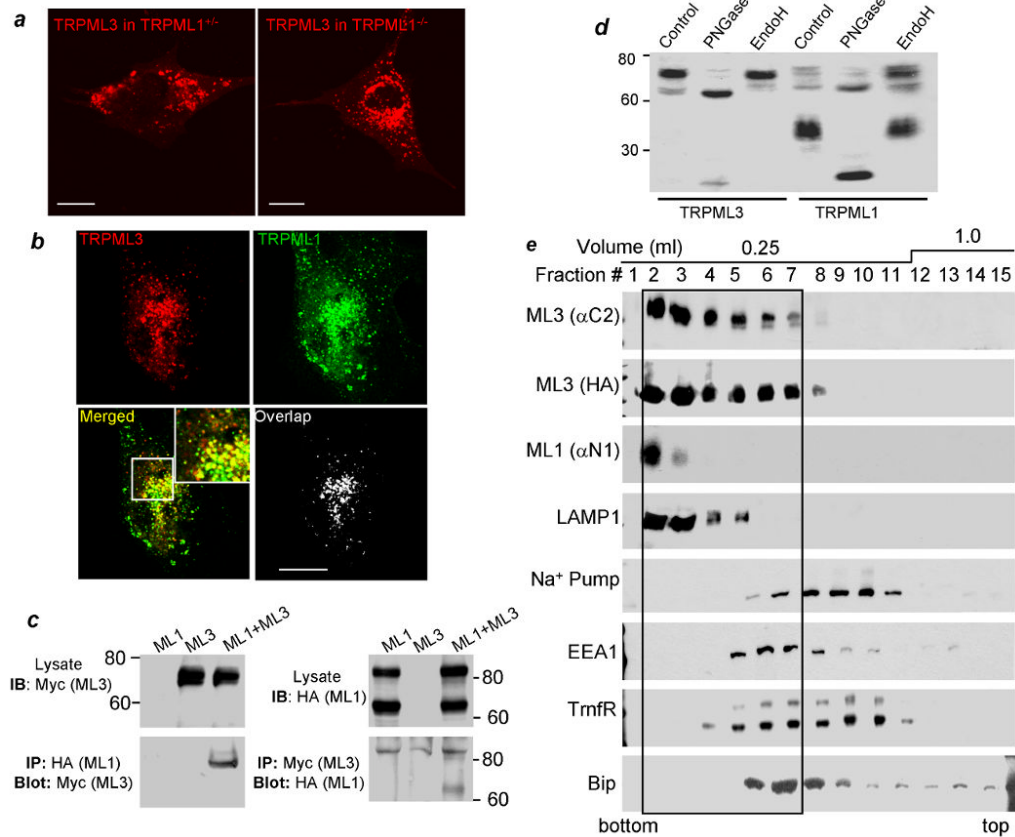 a
TRPML3 in TRPML1+/-
TRPML3 in TRPML1-/-
b
TRPML3
TRPML1
Merged
Overlap
c
ML1
ML3
ML1+ML3
Lysate
IB: Myc (ML3)
80
60
IP: HA (ML1)
Blot: Myc (ML3)
ML1
ML3
ML1+ML3
Lysate
IB: HA (ML1)
80
60
IP: Myc (ML3)
Blot: HA (ML1)
80
60
d
Control
PNGase
EndoH
Control
PNGase
EndoH
80
60
30
TRPML3
TRPML1
e
Volume (ml) 0.25 1.0
Fraction # 1 2 3 4 5 6 7 8 9 10 11 12 13 14 15
ML3 (αC2)
ML3 (HA)
ML1 (αN1)
LAMP1
Na+ Pump
EEA1
TrnfR
Bip
bottom
top